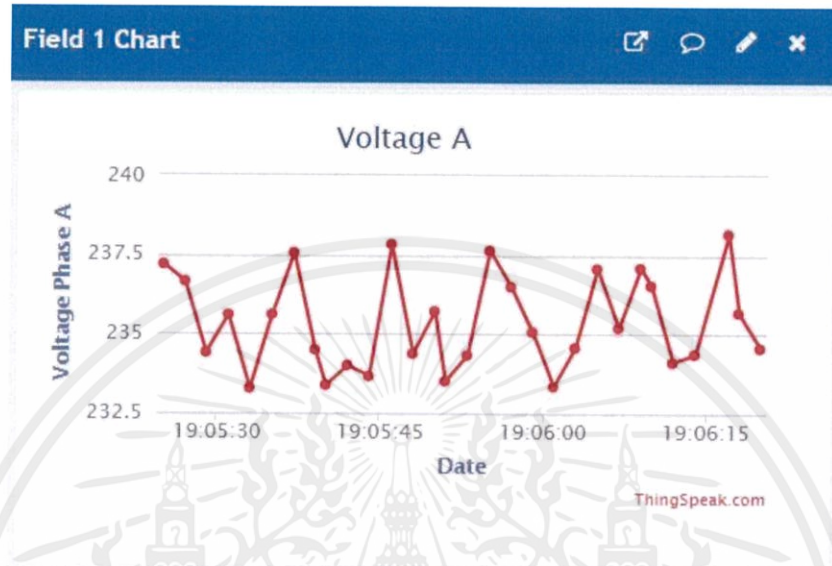 Field 1 Chart
Voltage A
Voltage Phase A
240
237.5
235
232.5
19:05:30 19:05:45 19:06:00 19:06:15
Date
ThingSpeak.com